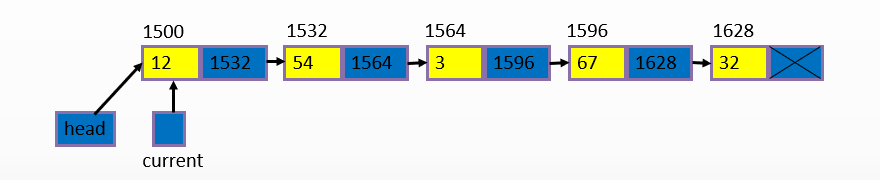 1500 1532 1564 1596 1628
12 1532 54 1564 3 1596 67 1628 32
head
current